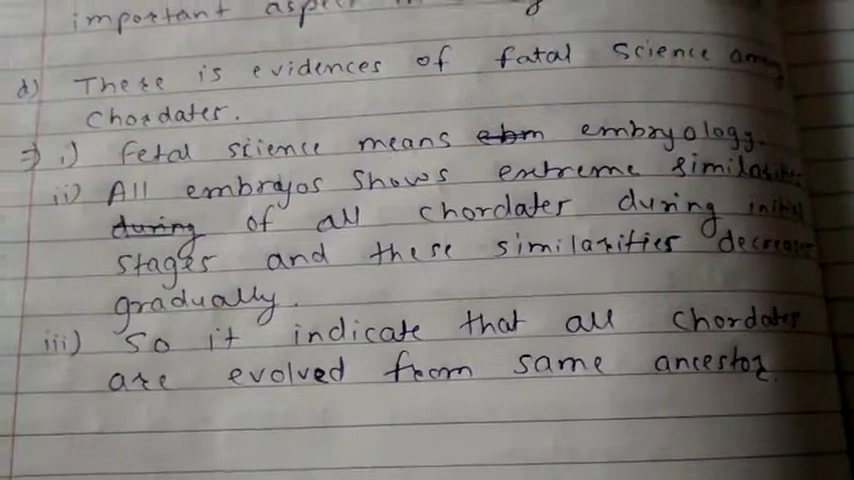 important aspect
d) There is evidences of fatal science among
Chordates.
⇒ i) Fetal science means ebm embryology.
ii) All embryos shows extreme similarities
during of all chordates during initial
stages and these similarities decreases
gradually.
iii) So it indicate that all chordates
are evolved from same ancestor.